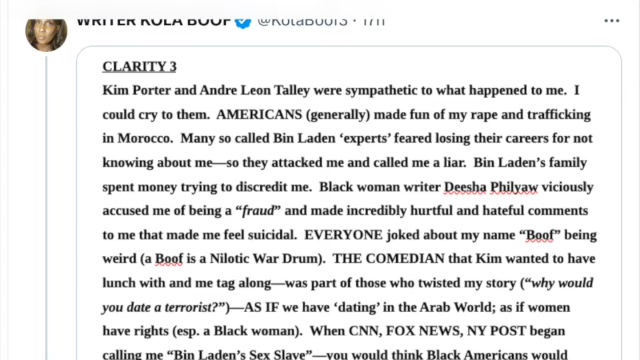 WRITER KOLA BOOF @KolaBoof3 · 17h
CLARITY 3
Kim Porter and Andre Leon Talley were sympathetic to what happened to me. I
could cry to them. AMERICANS (generally) made fun of my rape and trafficking
in Morocco. Many so called Bin Laden ‘experts’ feared losing their careers for not
knowing about me—so they attacked me and called me a liar. Bin Laden’s family
spent money trying to discredit me. Black woman writer Deesha Philyaw viciously
accused me of being a “fraud” and made incredibly hurtful and hateful comments
to me that made me feel suicidal. EVERYONE joked about my name “Boof” being
weird (a Boof is a Nilotic War Drum). THE COMEDIAN that Kim wanted to have
lunch with and me tag along—was part of those who twisted my story (“why would
you date a terrorist?”)—AS IF we have ‘dating’ in the Arab World; as if women
have rights (esp. a Black woman). When CNN, FOX NEWS, NY POST began
calling me “Bin Laden’s Sex Slave”—you would think Black Americans would